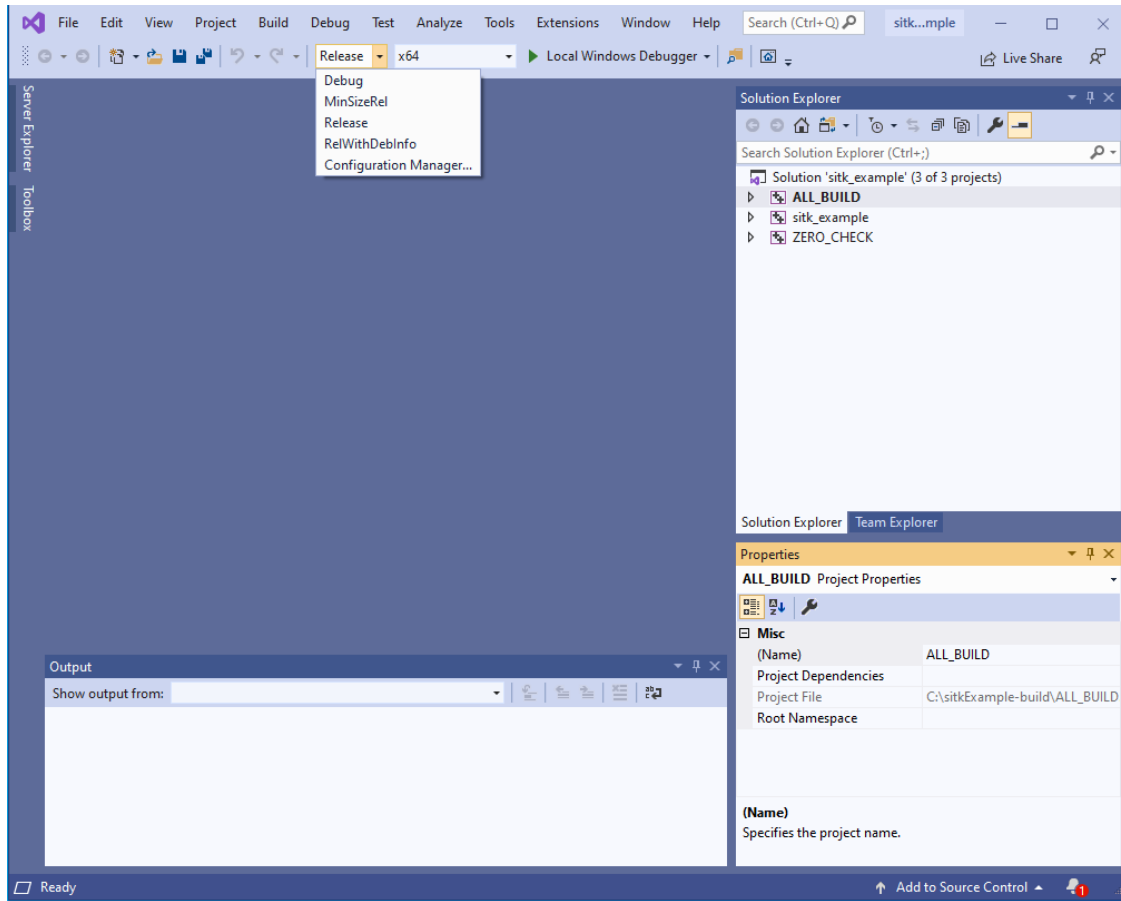 File Edit View Project Build Debug Test Analyze Tools Extensions Window Help Search (Ctrl+Q) sitk...mple
Release x64 Local Windows Debugger Live Share
Debug
MinSizeRel
Release
RelWithDebInfo
Configuration Manager...
Server Explorer
Toolbox
Solution Explorer
Search Solution Explorer (Ctrl+;)
Solution 'sitk_example' (3 of 3 projects)
ALL_BUILD
sitk_example
ZERO_CHECK
Solution Explorer Team Explorer
Properties
ALL_BUILD Project Properties
Misc
(Name) ALL_BUILD
Project Dependencies
Project File C:\sitkExample-build\ALL_BUILD
Root Namespace
(Name)
Specifies the project name.
Output
Show output from:
Ready Add to Source Control 1